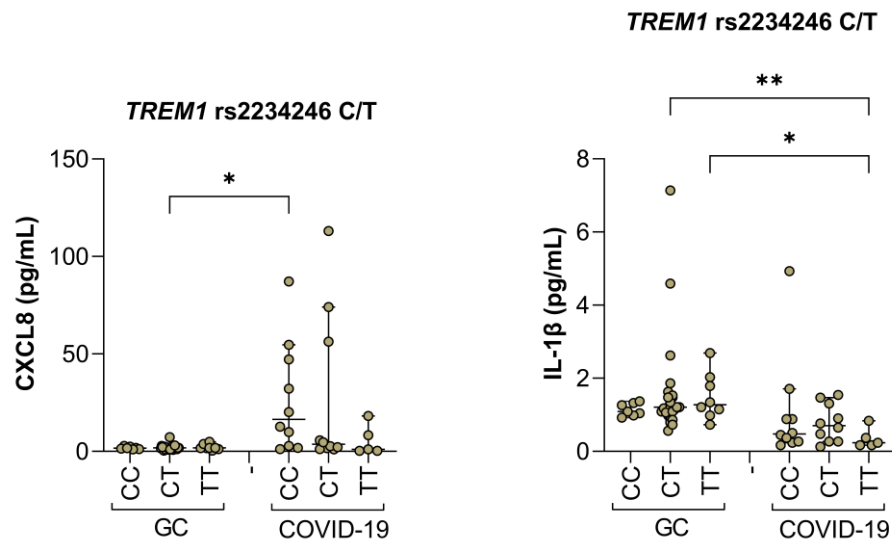 TREM1 rs2234246 C/T
*
150
100
50
0
CXCL8 (pg/mL)
CC
CT
TT
-
CC
CT
TT
GC
COVID-19
TREM1 rs2234246 C/T
**
*
8
6
4
2
0
IL-1β (pg/mL)
CC
CT
TT
-
CC
CT
TT
GC
COVID-19